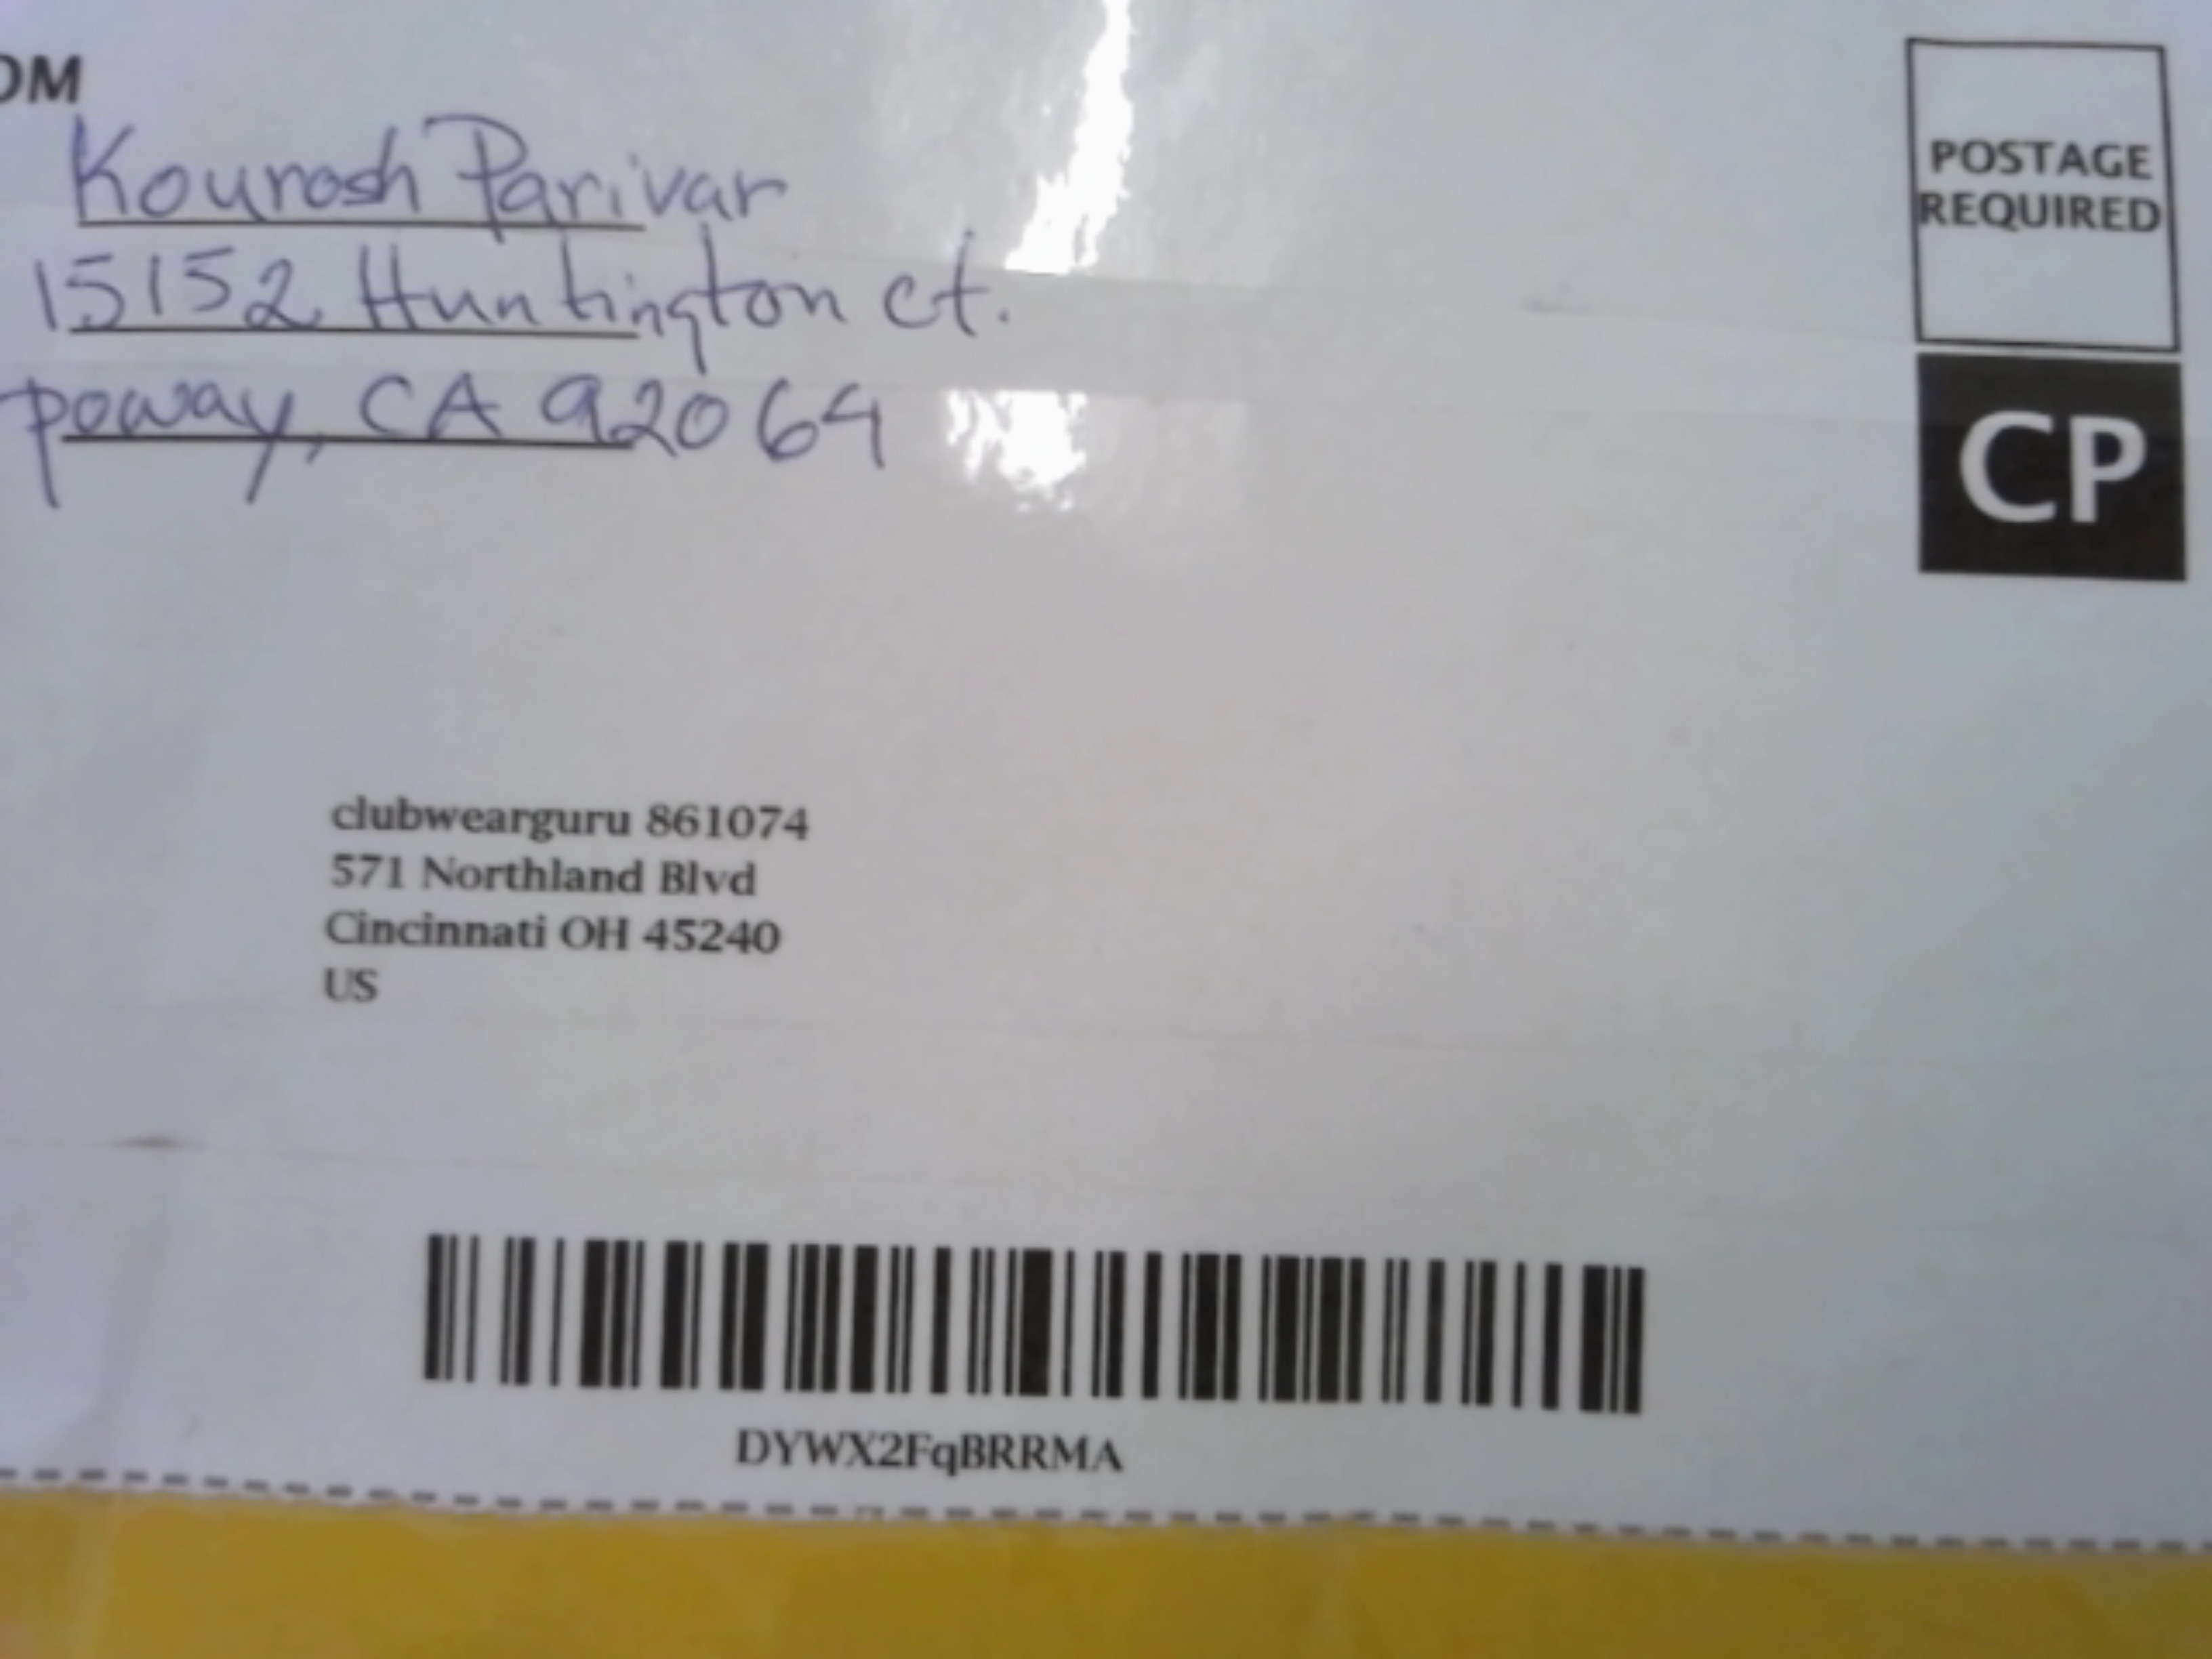 OM
Kourosh Parivar
15152 Huntington ct.
poway, CA 92064
POSTAGE
REQUIRED
CP
clubwearguru 861074
571 Northland Blvd
Cincinnati OH 45240
US
DYWX2FqBRRMA